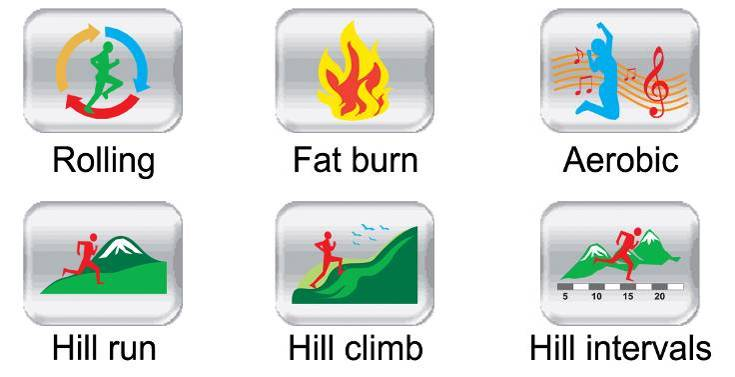 Rolling
Fat burn
Aerobic
5 10 15 20
Hill run
Hill climb
Hill intervals